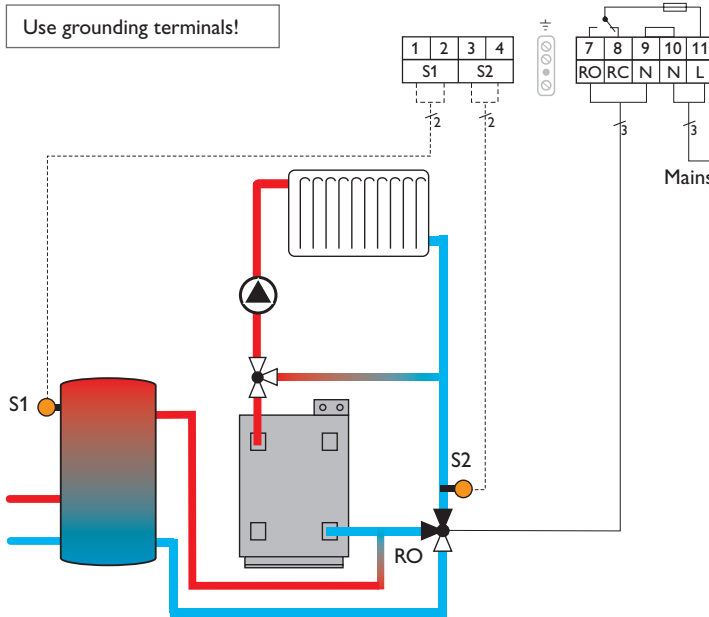 Use grounding terminals!
1 2 3 4
S1 S2
7 8 9 10 11
RO RC N N L
2 2 3 3
Mains
S1
S2
RO